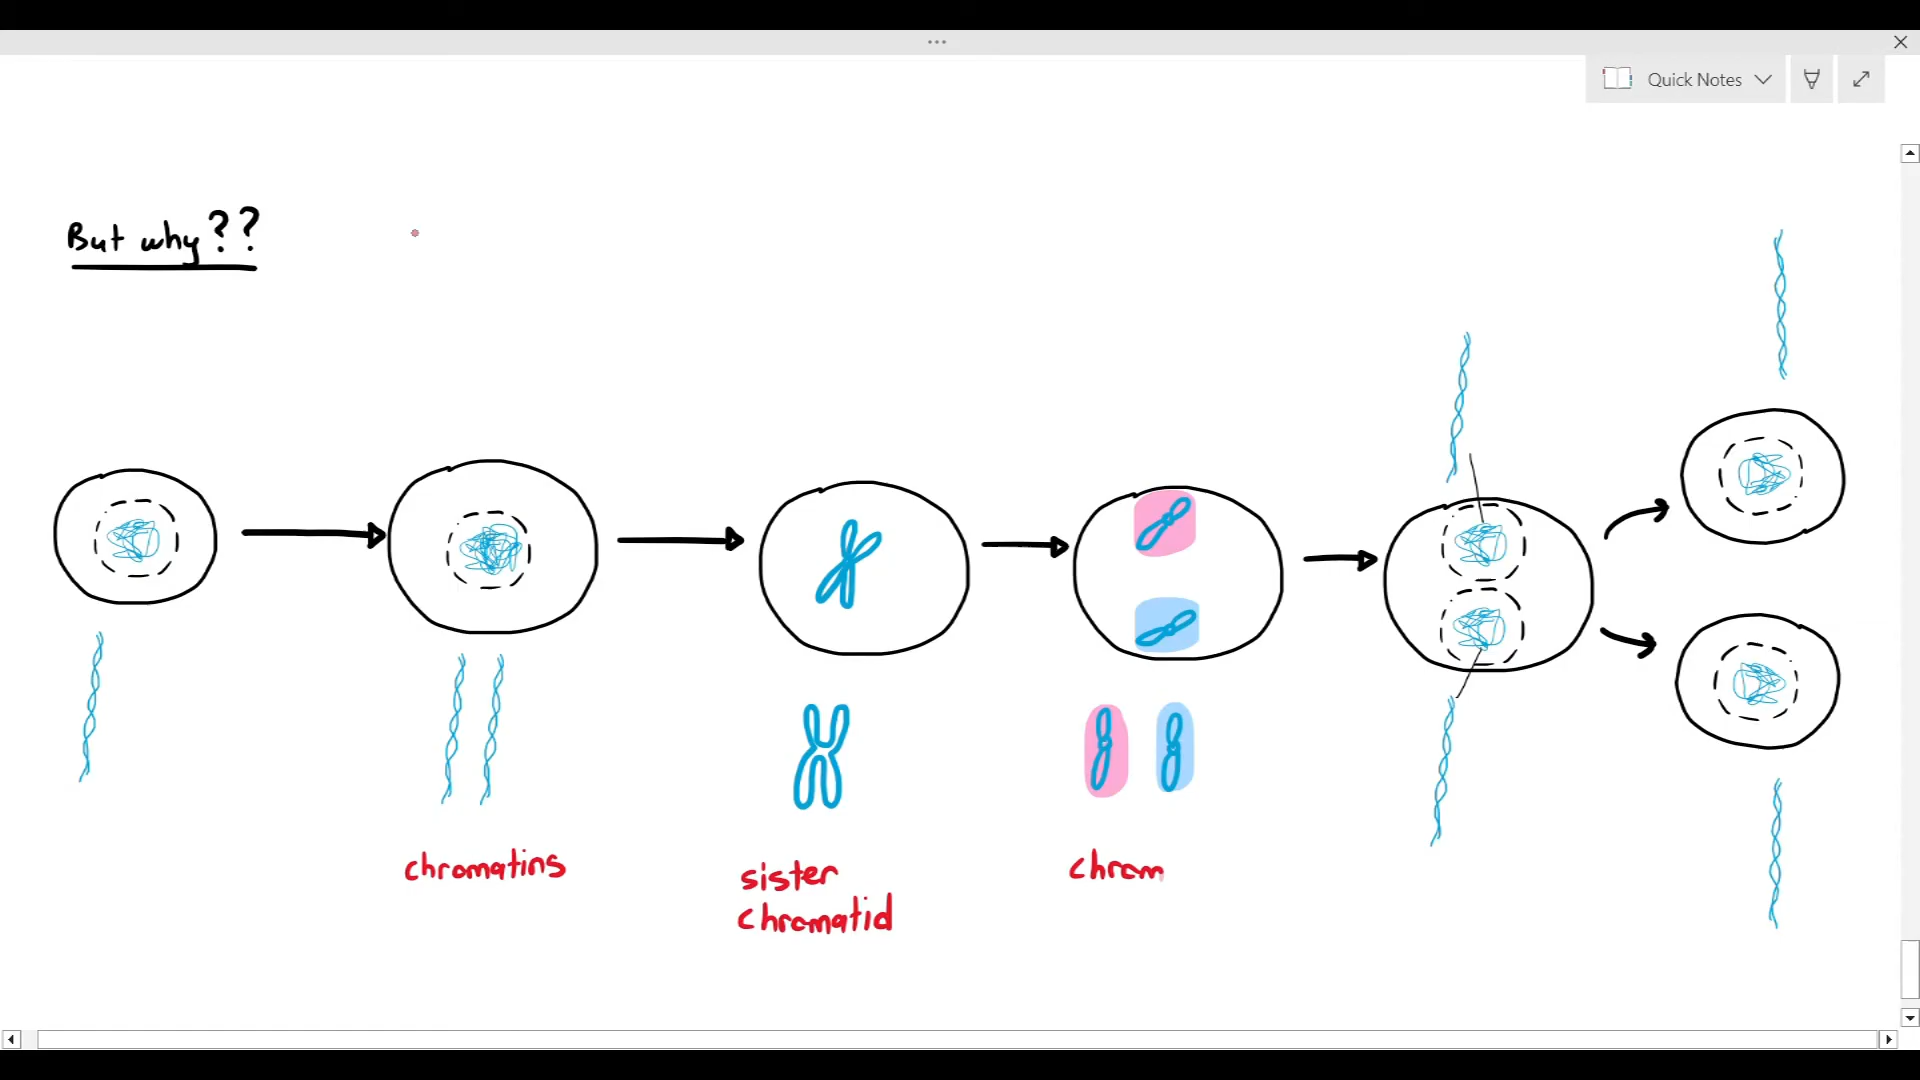 Quick Notes
But why??
chromatins
sister
chromatid
chrom